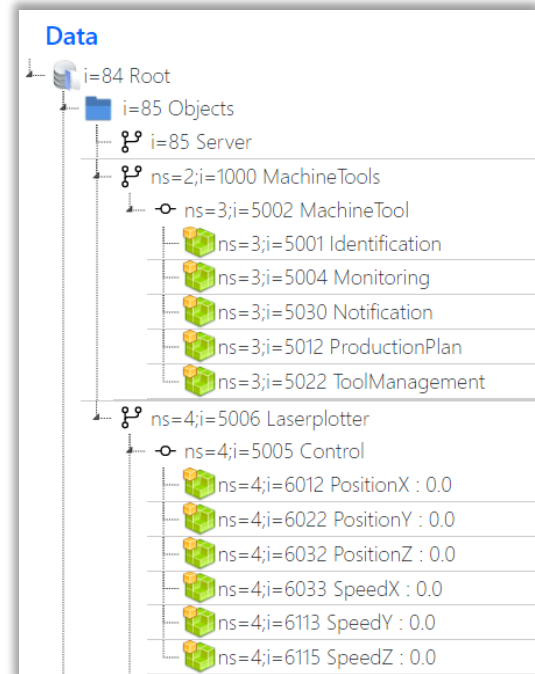 Data
i=84 Root
i=85 Objects
i=85 Server
ns=2;i=1000 MachineTools
ns=3;i=5002 MachineTool
ns=3;i=5001 Identification
ns=3;i=5004 Monitoring
ns=3;i=5030 Notification
ns=3;i=5012 ProductionPlan
ns=3;i=5022 ToolManagement
ns=4;i=5006 Laserplotter
ns=4;i=5005 Control
ns=4;i=6012 PositionX : 0.0
ns=4;i=6022 PositionY : 0.0
ns=4;i=6032 PositionZ : 0.0
ns=4;i=6033 SpeedX : 0.0
ns=4;i=6113 SpeedY : 0.0
ns=4;i=6115 SpeedZ : 0.0